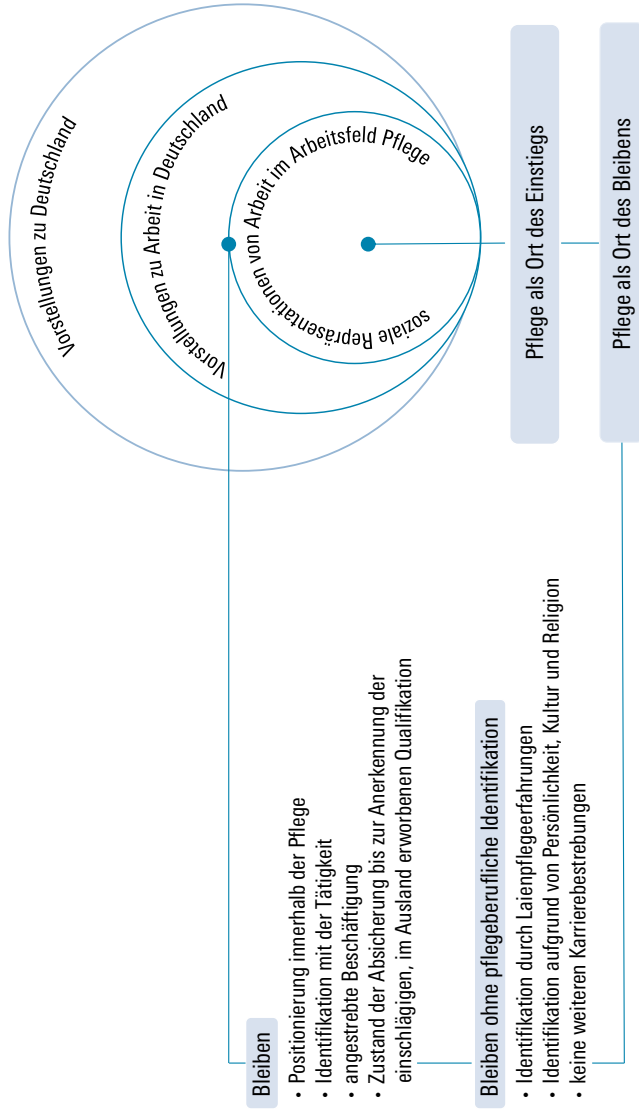 Bleiben
• Positionierung innerhalb der Pflege
• Identifikation mit der Tätigkeit
• angestrebte Beschäftigung
• Zustand der Absicherung bis zur Anerkennung der
einschlägigen, im Ausland erworbenen Qualifikation
Bleiben ohne pflegeberufliche Identifikation
• Identifikation durch Laienpflegeerfahrungen
• Identifikation aufgrund von Persönlichkeit, Kultur und Religion
• keine weiteren Karrierebestrebungen
Vorstellungen zu Deutschland
Vorstellungen zu Arbeit in Deutschland
soziale Repräsentationen von Arbeit im Arbeitsfeld Pflege
Pflege als Ort des Einstiegs
Pflege als Ort des Bleibens